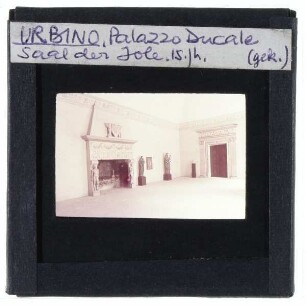 URBINO, Palazzo Ducale
Saal der Jole. 15. Jh. (gek.)